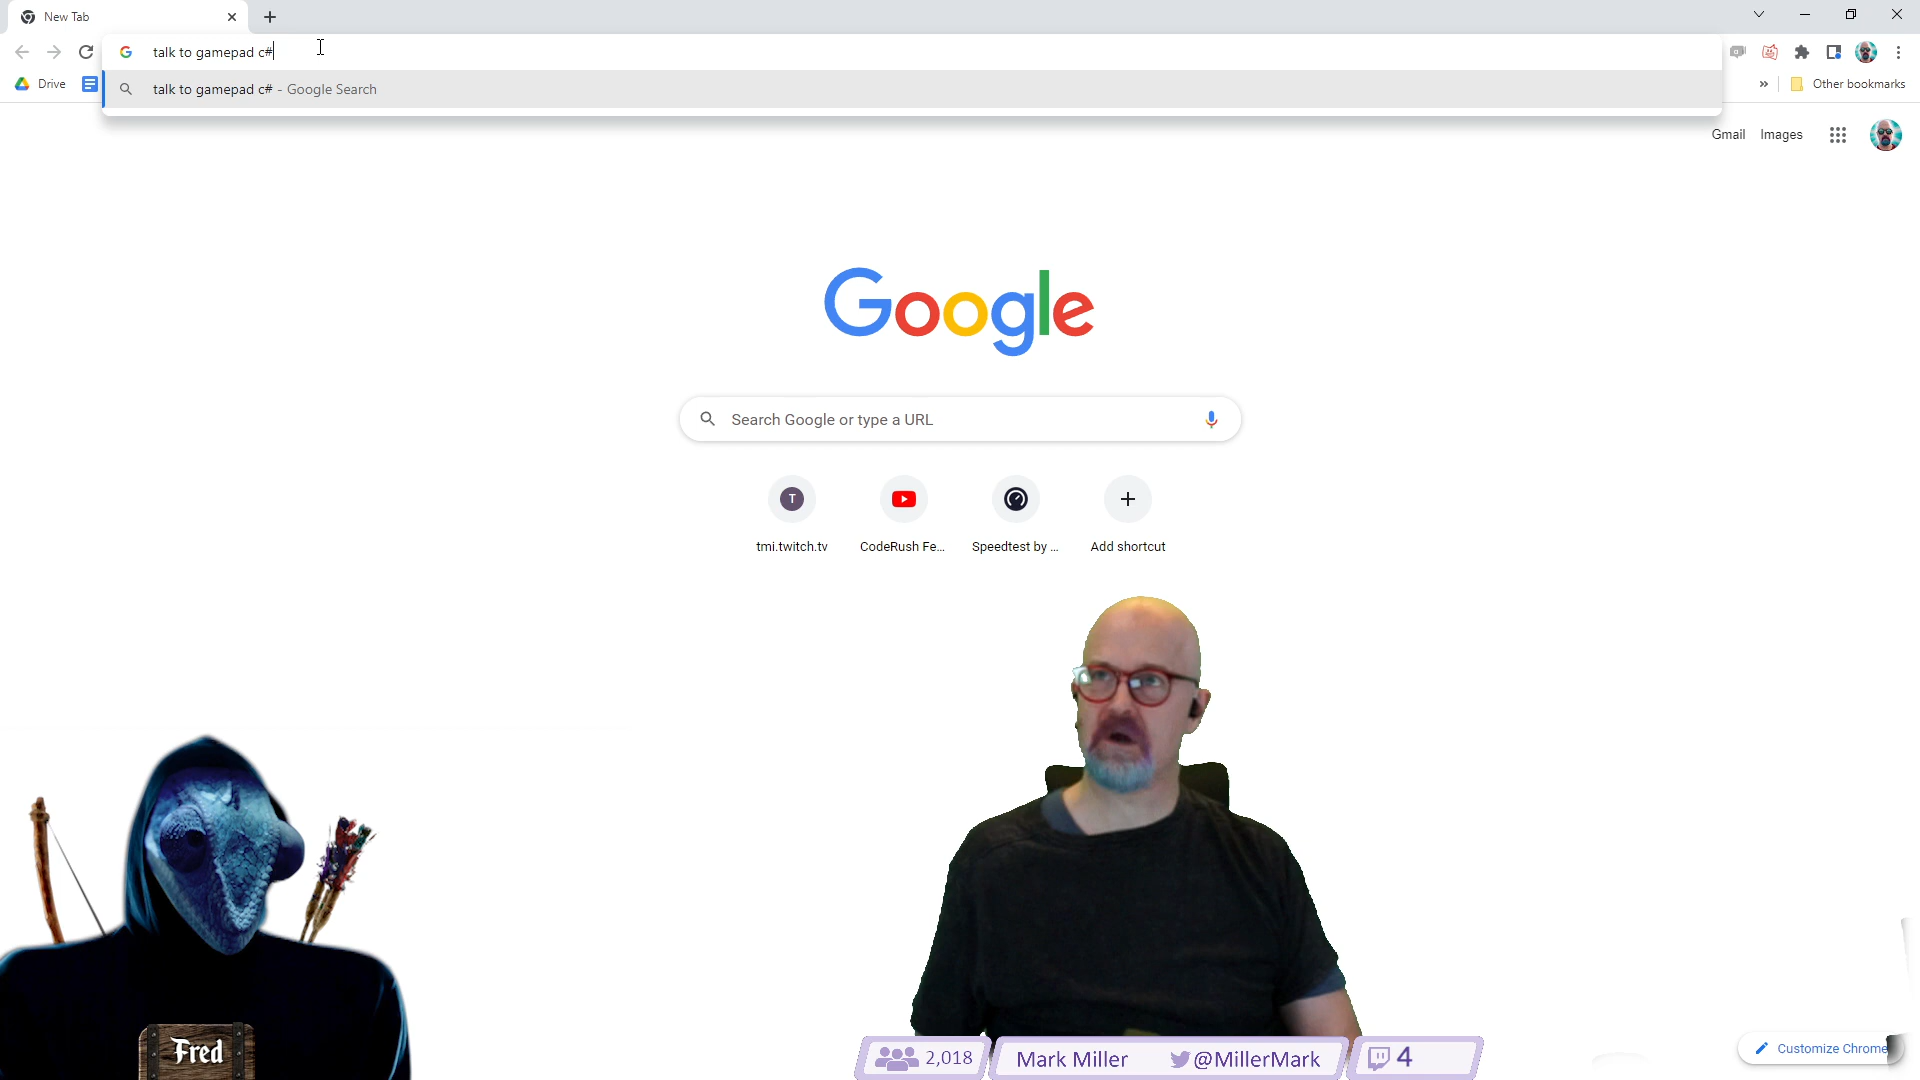 New Tab
talk to gamepad c#
Drive
talk to gamepad c# - Google Search
Other bookmarks
Gmail Images
Google
Search Google or type a URL
T
tmi.twitch.tv CodeRush Fe... Speedtest by ... Add shortcut
Fred
2,018 Mark Miller @MillerMark 4
Customize Chrome